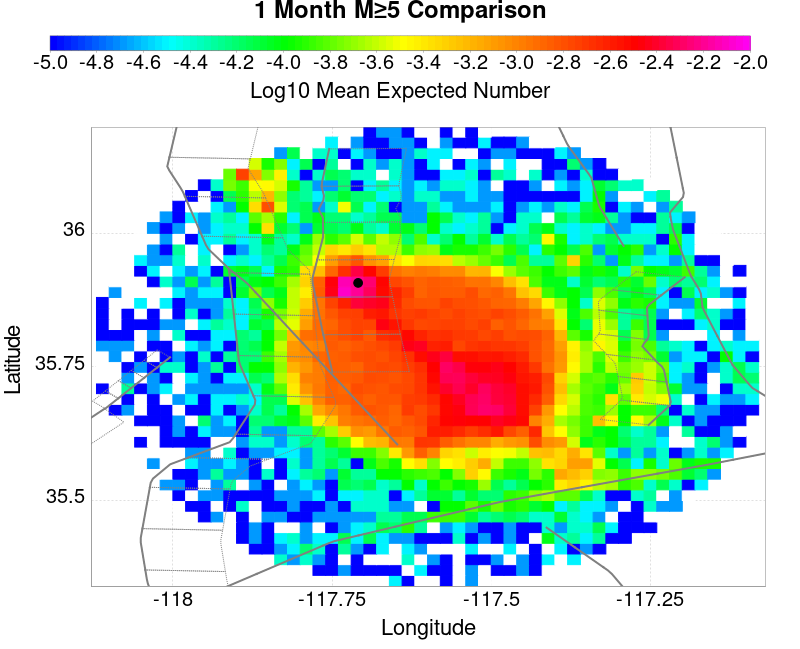 1 Month M≥5 Comparison
-5.0 -4.8 -4.6 -4.4 -4.2 -4.0 -3.8 -3.6 -3.4 -3.2 -3.0 -2.8 -2.6 -2.4 -2.2 -2.0
Log10 Mean Expected Number
36
35.75
35.5
Latitude
-118 -117.75 -117.5 -117.25
Longitude